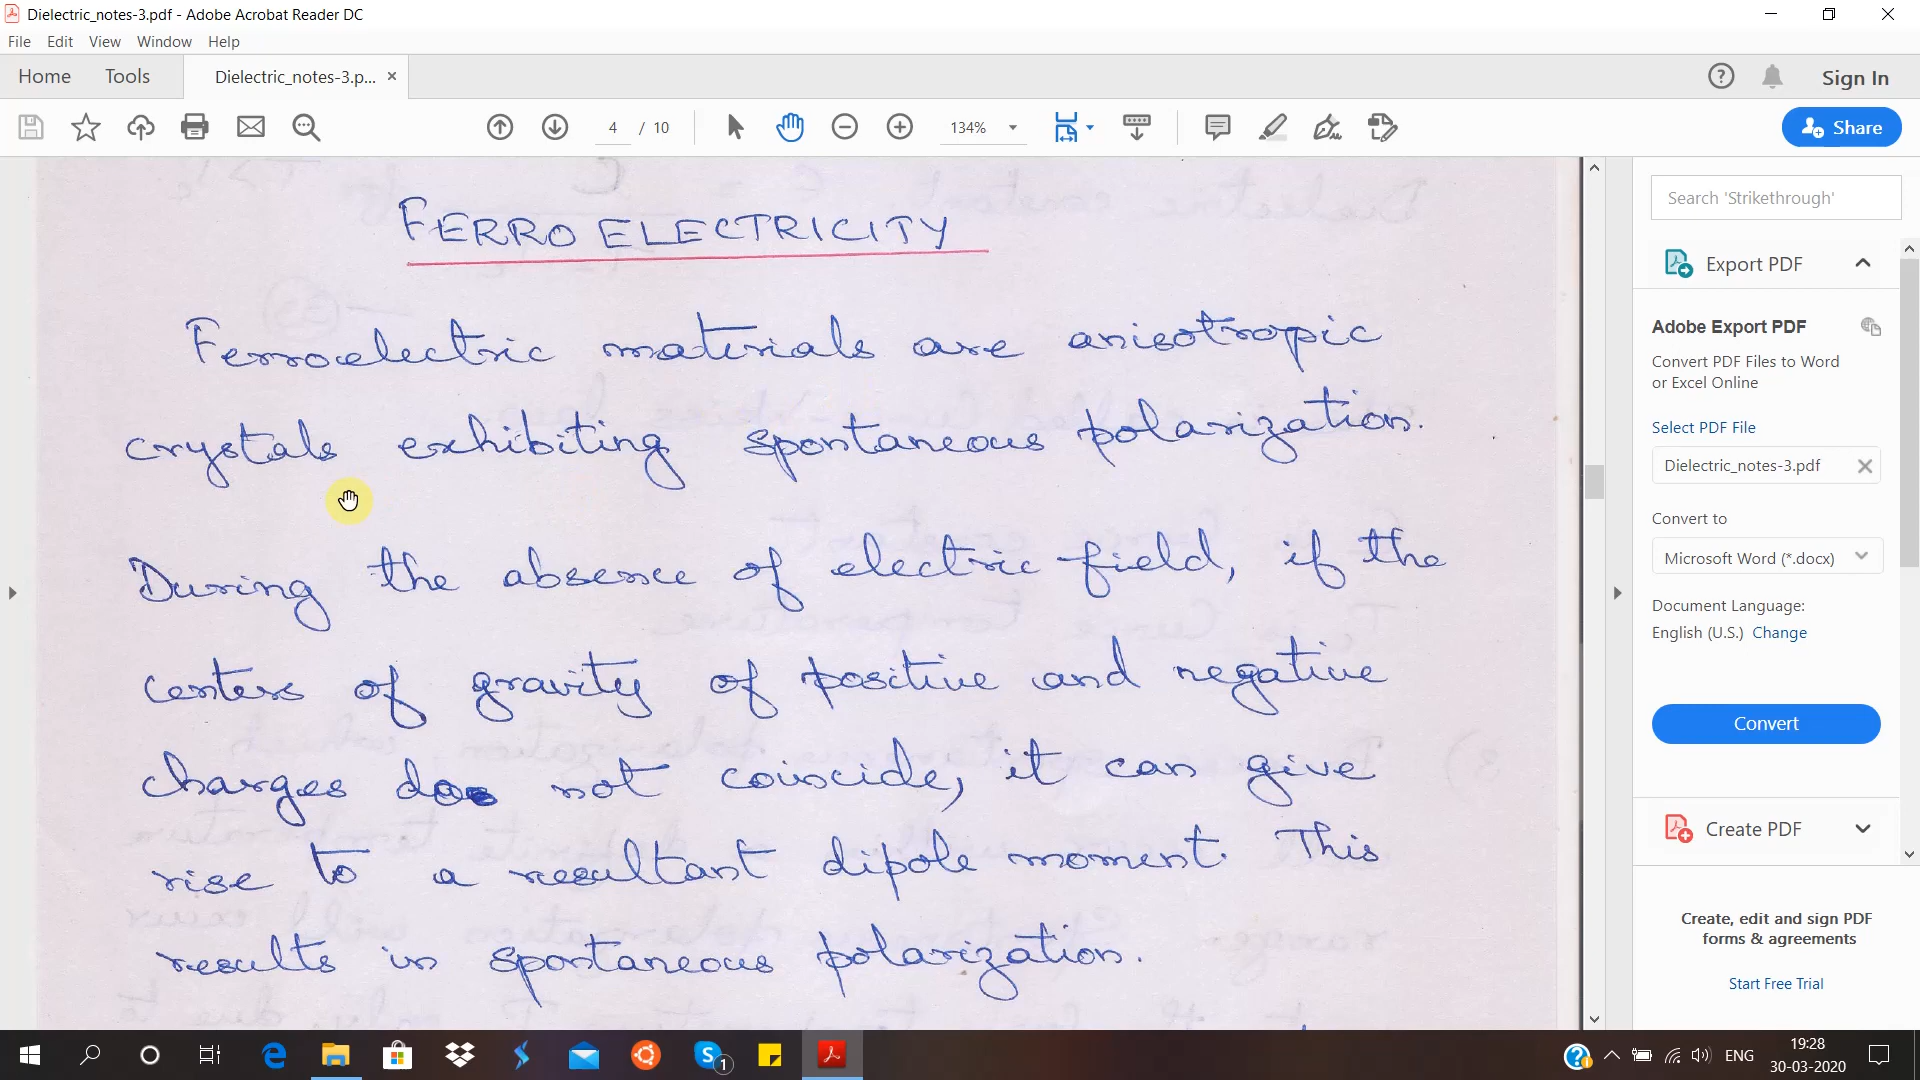 Dielectric_notes-3.pdf - Adobe Acrobat Reader DC
File Edit View Window Help
Home Tools Dielectric_notes-3.p... Sign In
4 / 10 134% Share
FERRO ELECTRICITY
Ferroelectric materials are anisotropic
crystals exhibiting spontaneous polarization.
During the absence of electric field, if the
centers of gravity of positive and negative
charges do not coincide, it can give
rise to a resultant dipole moment. This
results in spontaneous polarization.
Search 'Strikethrough'
Export PDF
Adobe Export PDF
Convert PDF Files to Word
or Excel Online
Select PDF File
Dielectric_notes-3.pdf
Convert to
Microsoft Word (*.docx)
Document Language:
English (U.S.) Change
Convert
Create PDF
Create, edit and sign PDF
forms & agreements
Start Free Trial
1
ENG
19:28
30-03-2020